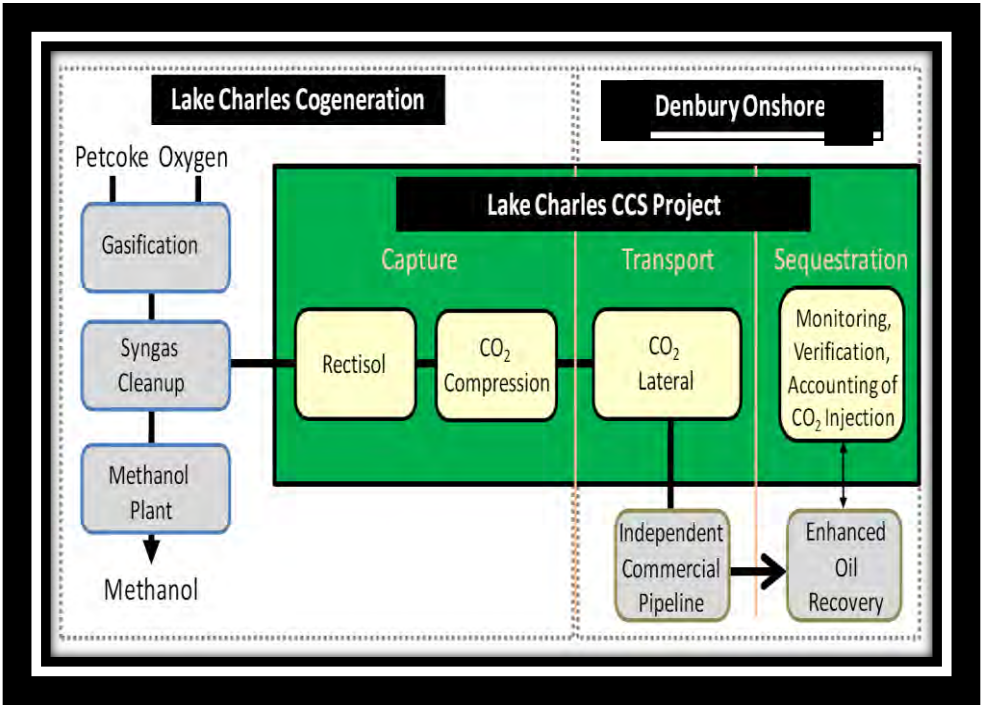 Lake Charles Cogeneration
Denbury Onshore
Petcoke Oxygen
Lake Charles CCS Project
Gasification
Capture
Transport
Sequestration
Syngas
Cleanup
Rectisol
CO₂
Compression
CO₂
Lateral
Monitoring,
Verification,
Accounting of
CO₂ Injection
Methanol
Plant
Methanol
Independent
Commercial
Pipeline
Enhanced
Oil
Recovery